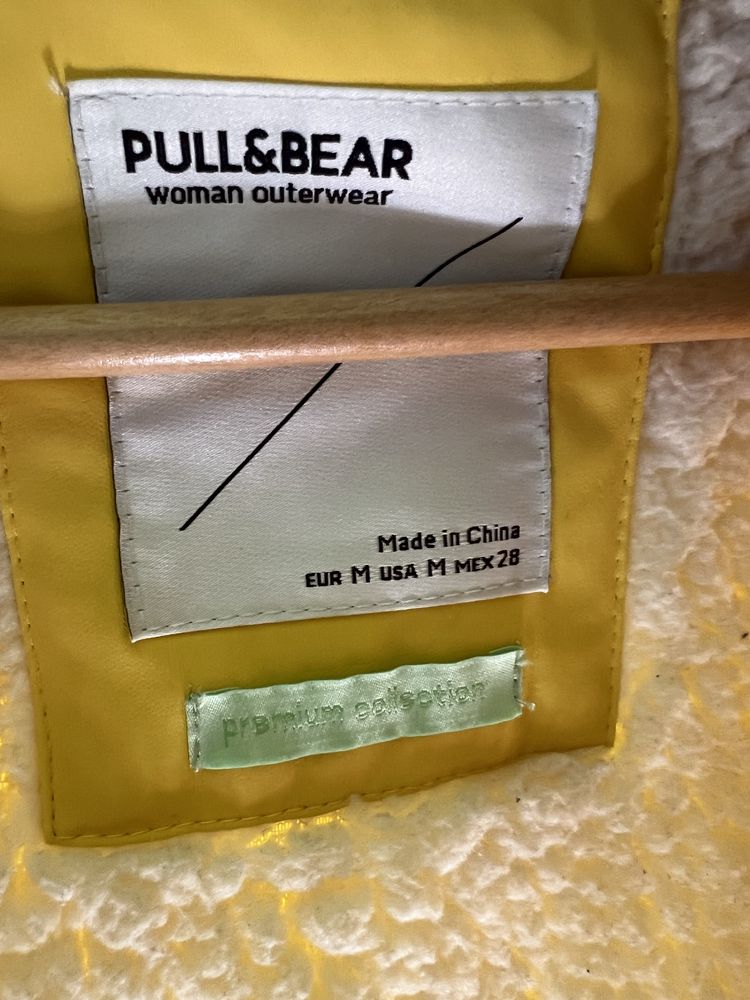 PULL&BEAR
woman outerwear
Made in China
EUR M USA M MEX 28
premium collection